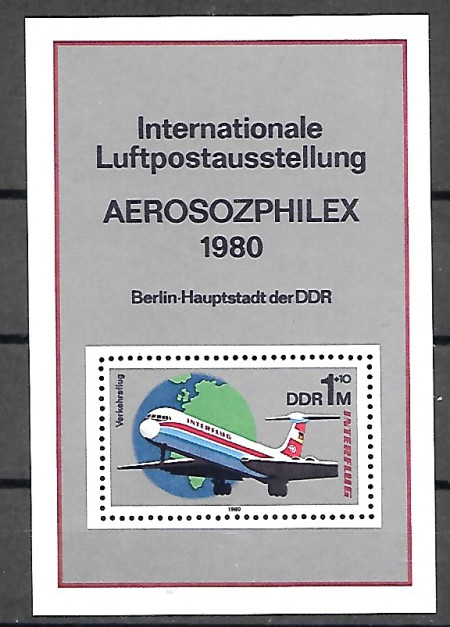 Internationale
Luftpostausstellung
AEROSOZPHILEX
1980
Berlin-Hauptstadt der DDR
Verkehrsflug
DDR 1+10 M
INTERFLUG
INTERFLUG
1980